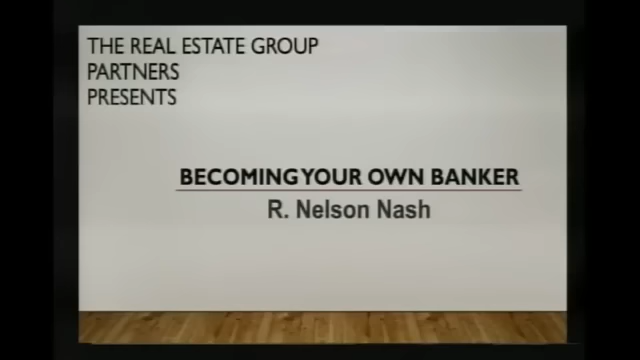 THE REAL ESTATE GROUP
PARTNERS
PRESENTS
BECOMING YOUR OWN BANKER
R. Nelson Nash